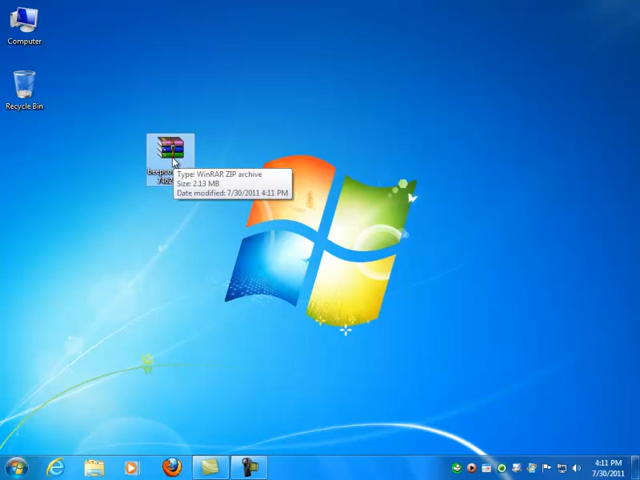 Computer
Recycle Bin
Type: WinRAR ZIP archive
Size: 2.13 MB
Date modified: 7/30/2011 4:11 PM
4:11 PM
7/30/2011